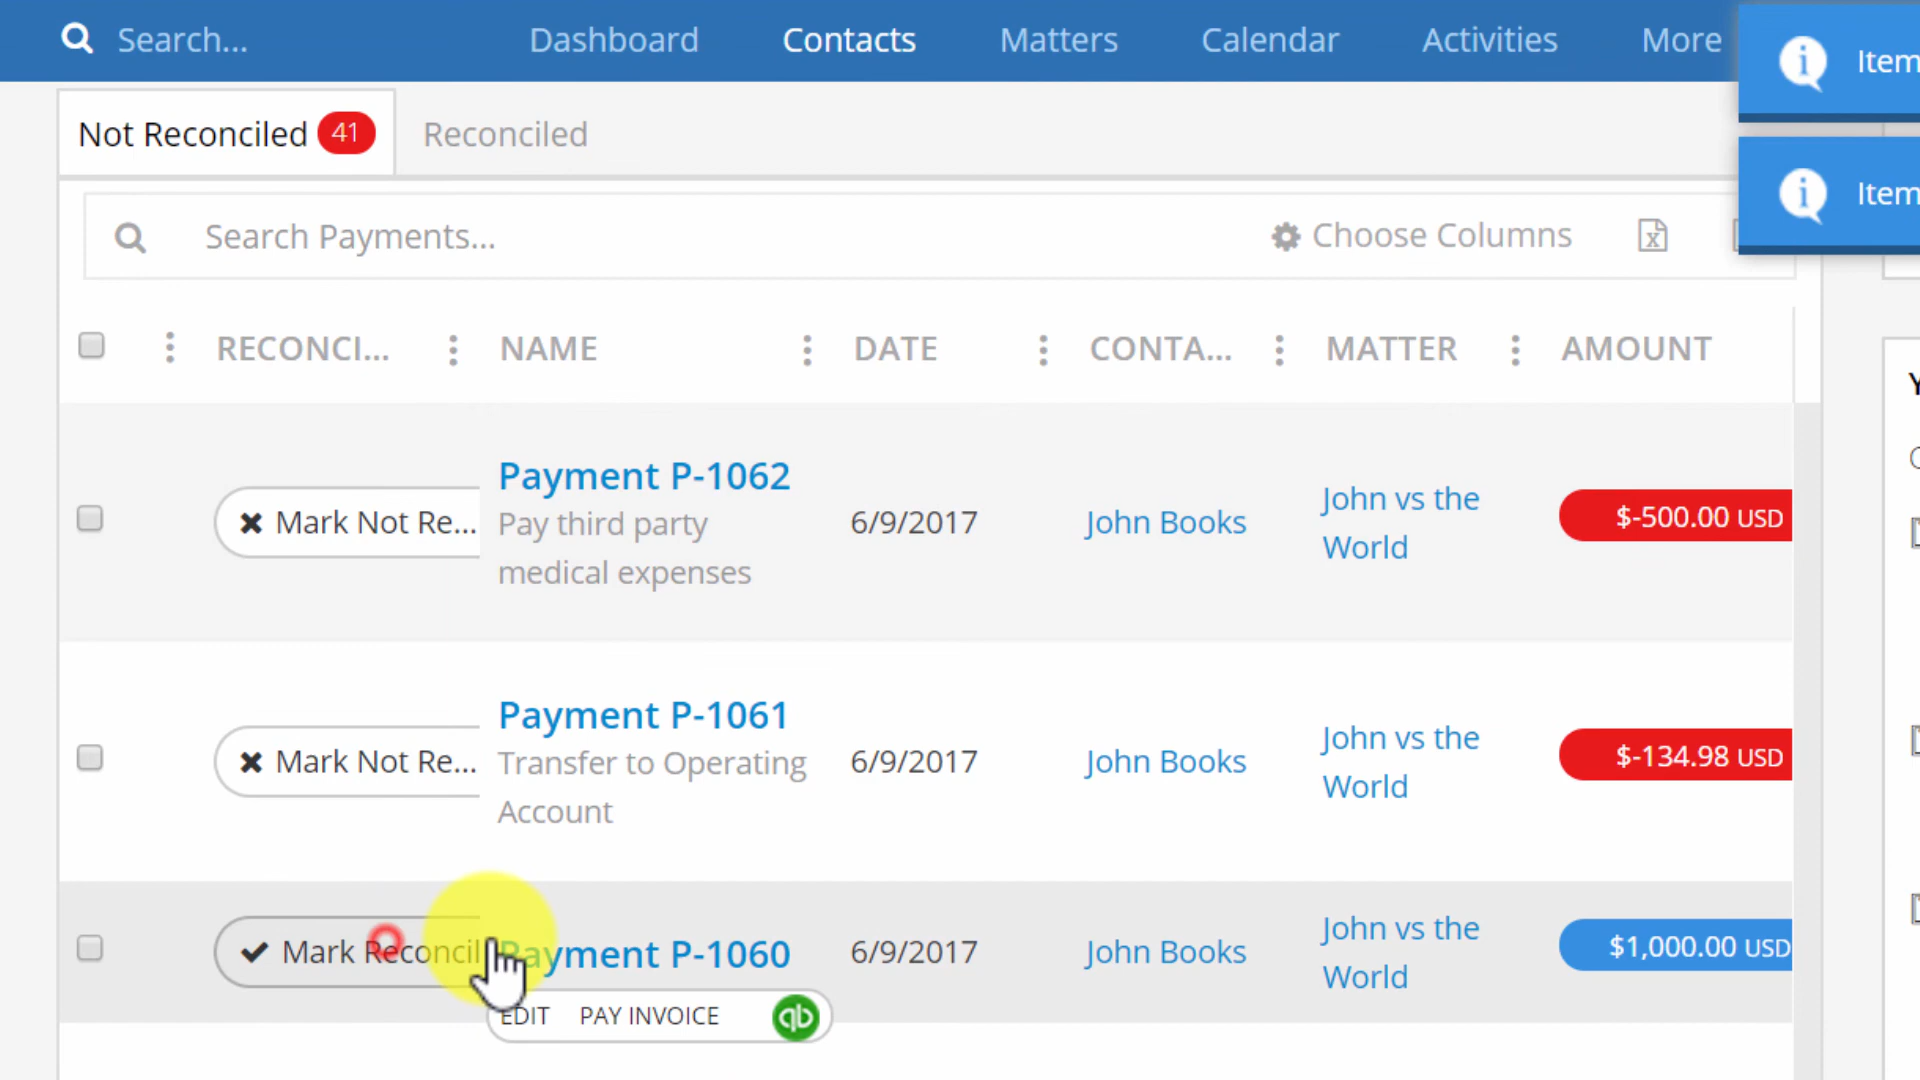 Search...
Dashboard
Contacts
Matters
Calendar
Activities
More
Item
Item
Not Reconciled 41
Reconciled
Search Payments...
Choose Columns
RECONCI...
NAME
DATE
CONTA...
MATTER
AMOUNT
Payment P-1062
Pay third party
medical expenses
Mark Not Re...
6/9/2017
John Books
John vs the
World
$-500.00 USD
Payment P-1061
Transfer to Operating
Account
Mark Not Re...
6/9/2017
John Books
John vs the
World
$-134.98 USD
Mark Reconcil
Payment P-1060
6/9/2017
John Books
John vs the
World
$1,000.00 USD
EDIT
PAY INVOICE
qb